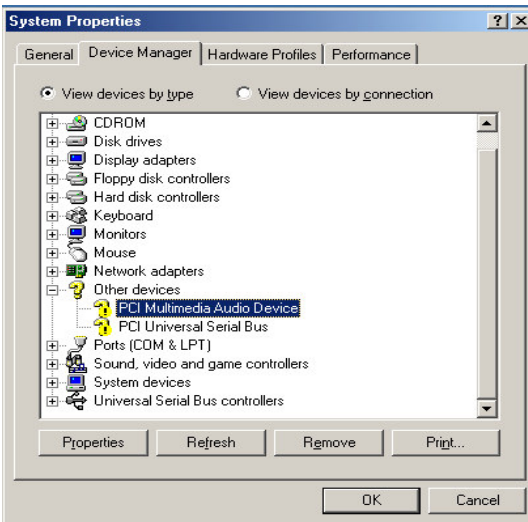 System Properties
General Device Manager Hardware Profiles Performance
View devices by type View devices by connection
CDROM
Disk drives
Display adapters
Floppy disk controllers
Hard disk controllers
Keyboard
Monitors
Mouse
Network adapters
Other devices
PCI Multimedia Audio Device
PCI Universal Serial Bus
Ports (COM & LPT)
Sound, video and game controllers
System devices
Universal Serial Bus controllers
Properties Refresh Remove Print...
OK Cancel